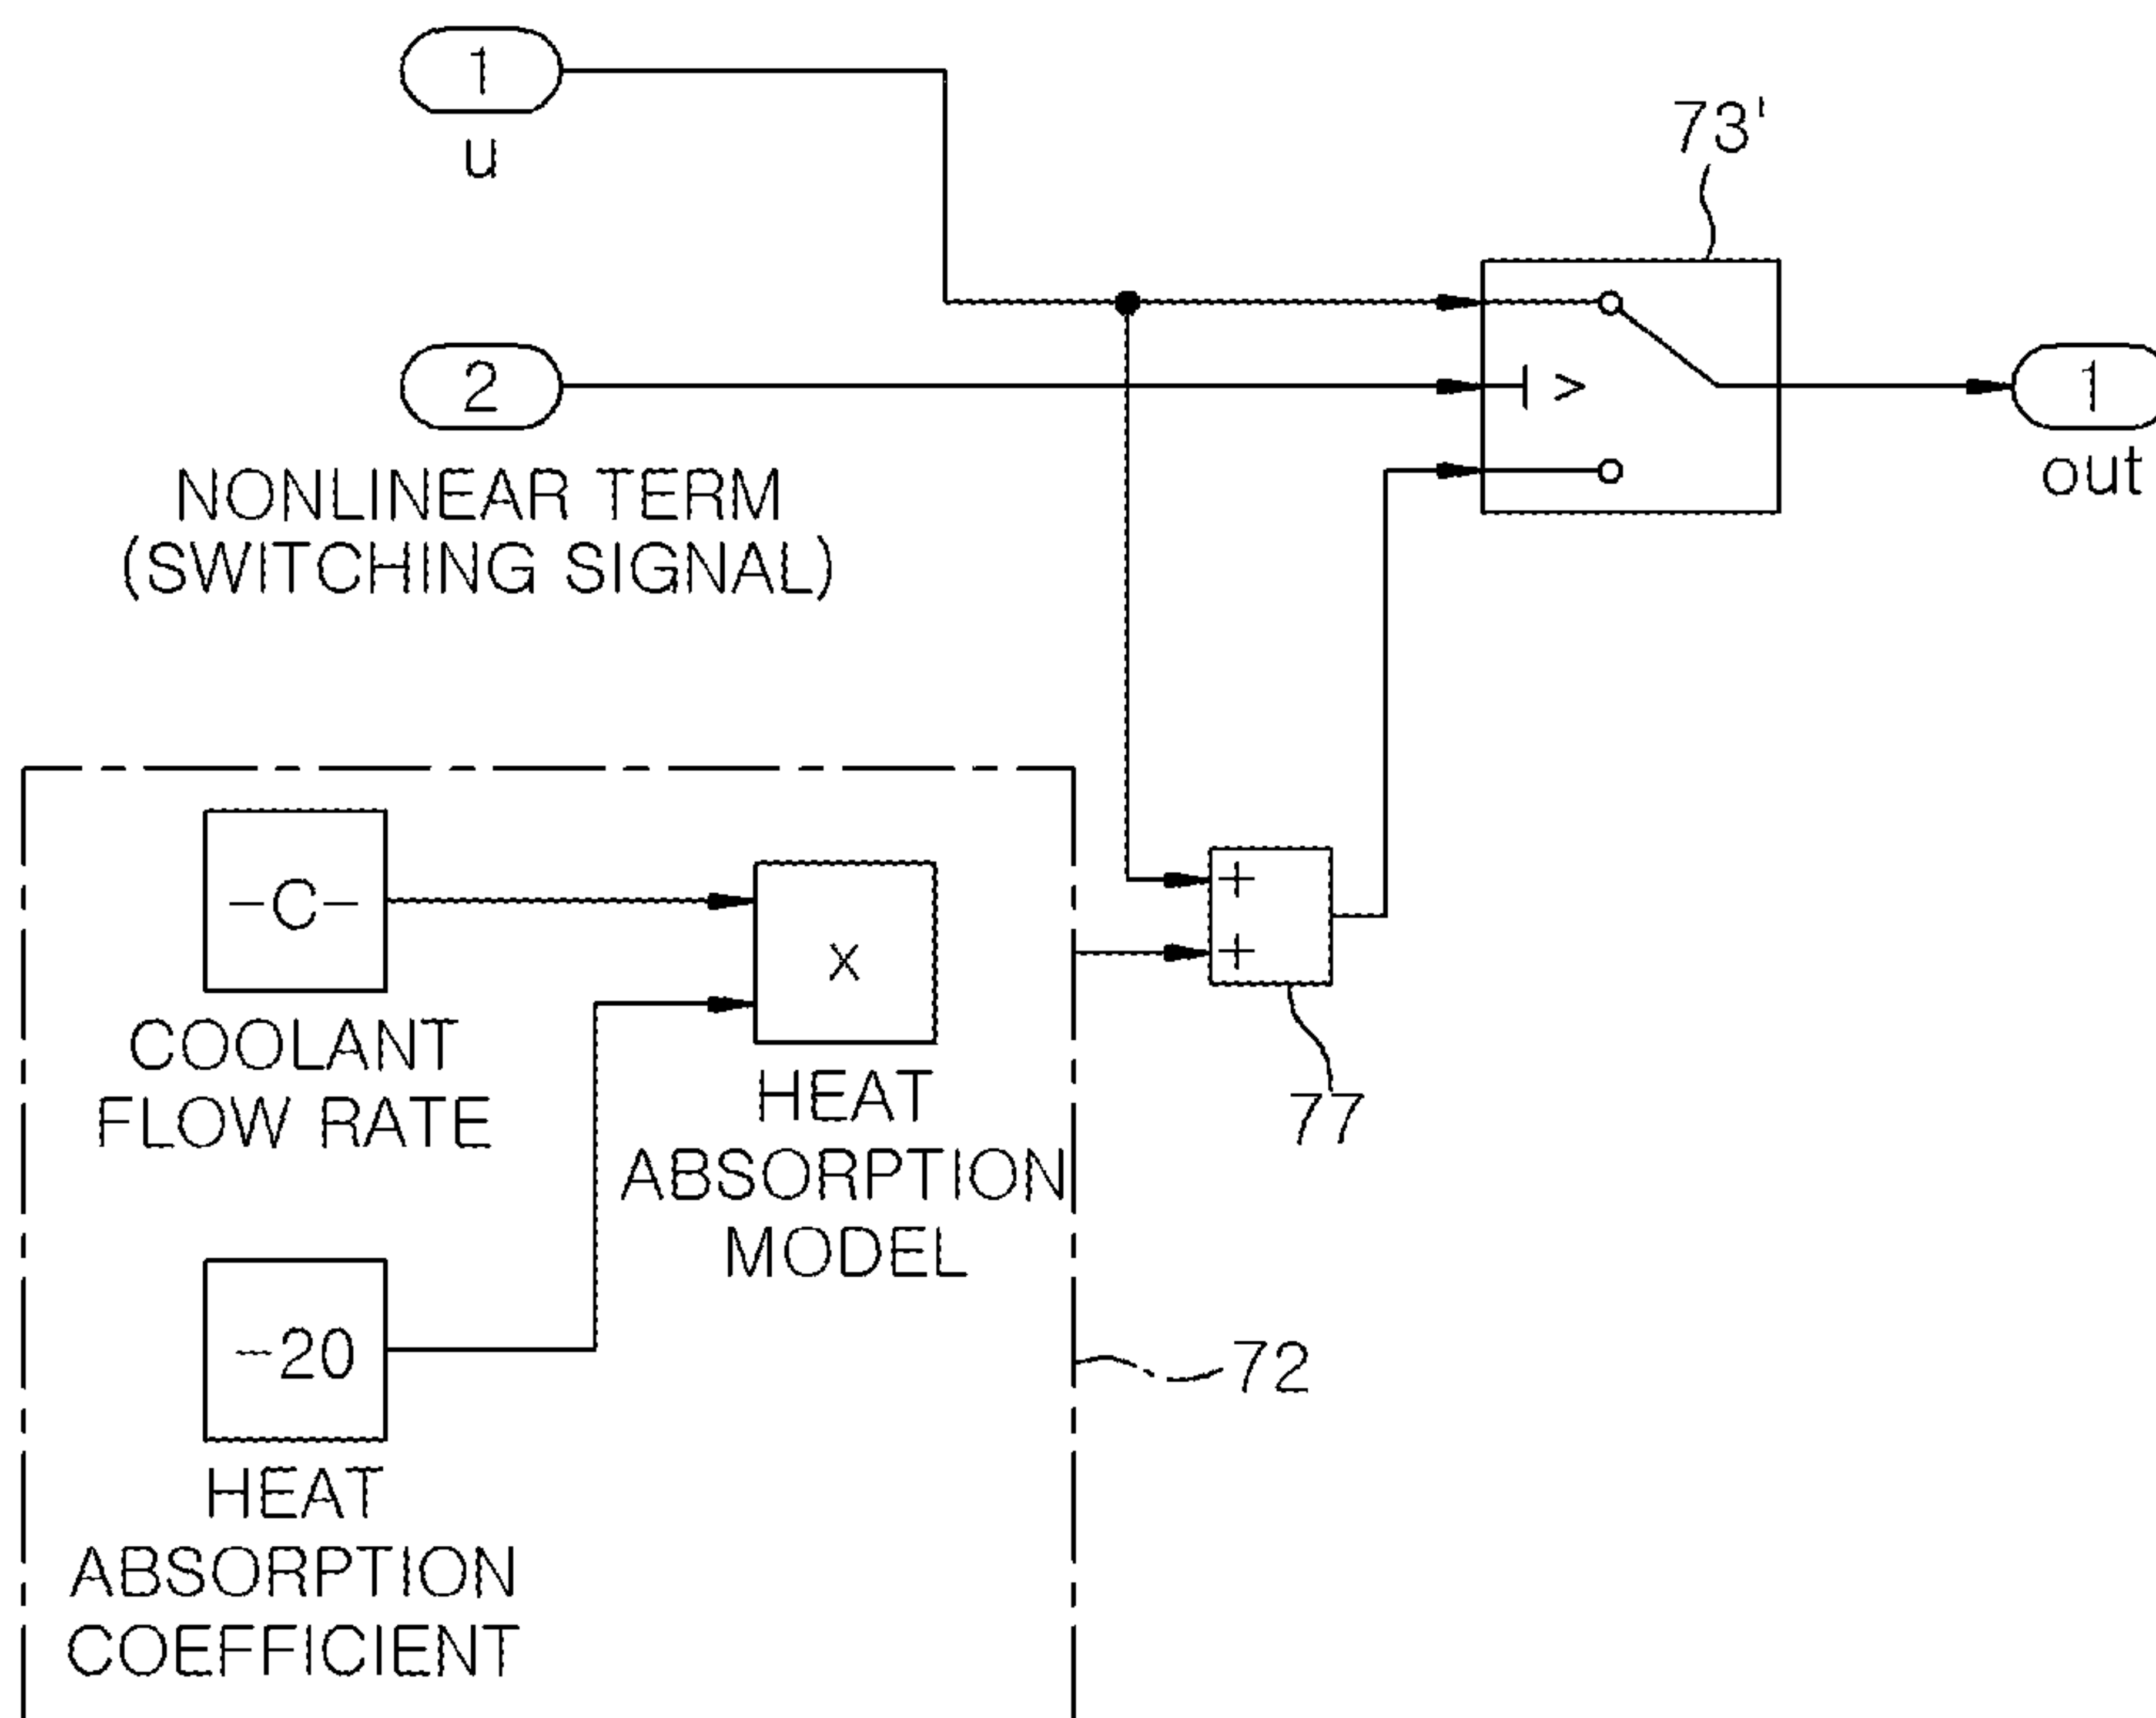 1
u
73'
2
>
1
out
NONLINEAR TERM
(SWITCHING SIGNAL)
-C-
x
+
+
COOLANT
FLOW RATE
HEAT
ABSORPTION
MODEL
77
-20
72
HEAT
ABSORPTION
COEFFICIENT